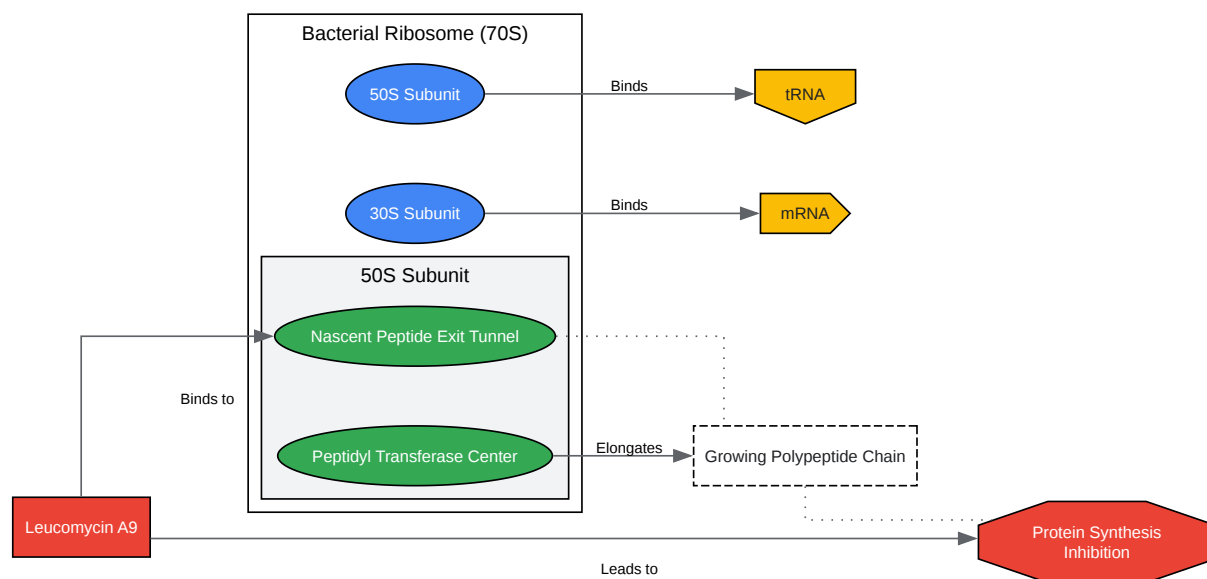 Bacterial Ribosome (70S)
50S Subunit
Binds
tRNA
30S Subunit
Binds
mRNA
50S Subunit
Nascent Peptide Exit Tunnel
Binds to
Peptidyl Transferase Center
Elongates
Growing Polypeptide Chain
Leucomycin A9
Protein Synthesis
Inhibition
Leads to